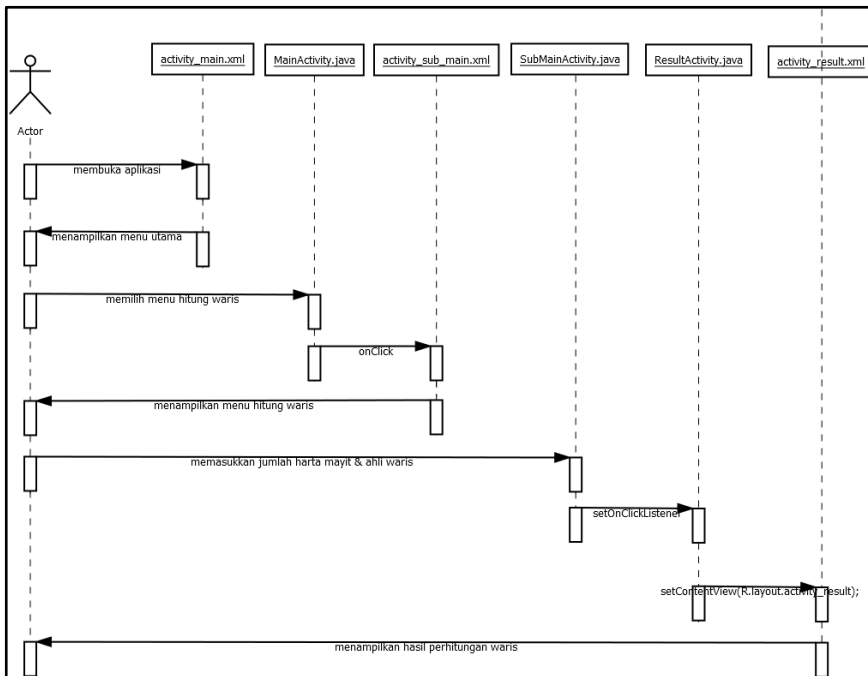 activity_main.xml
MainActivity.java
activity_sub_main.xml
SubMainActivity.java
ResultActivity.java
activity_result.xml
Actor
membuka aplikasi
menampilkan menu utama
memilih menu hitung waris
onClick
menampilkan menu hitung waris
memasukkan jumlah harta mayit & ahli waris
setOnClickListener
setContentView(R.layout.activity_result);
menampilkan hasil perhitungan waris